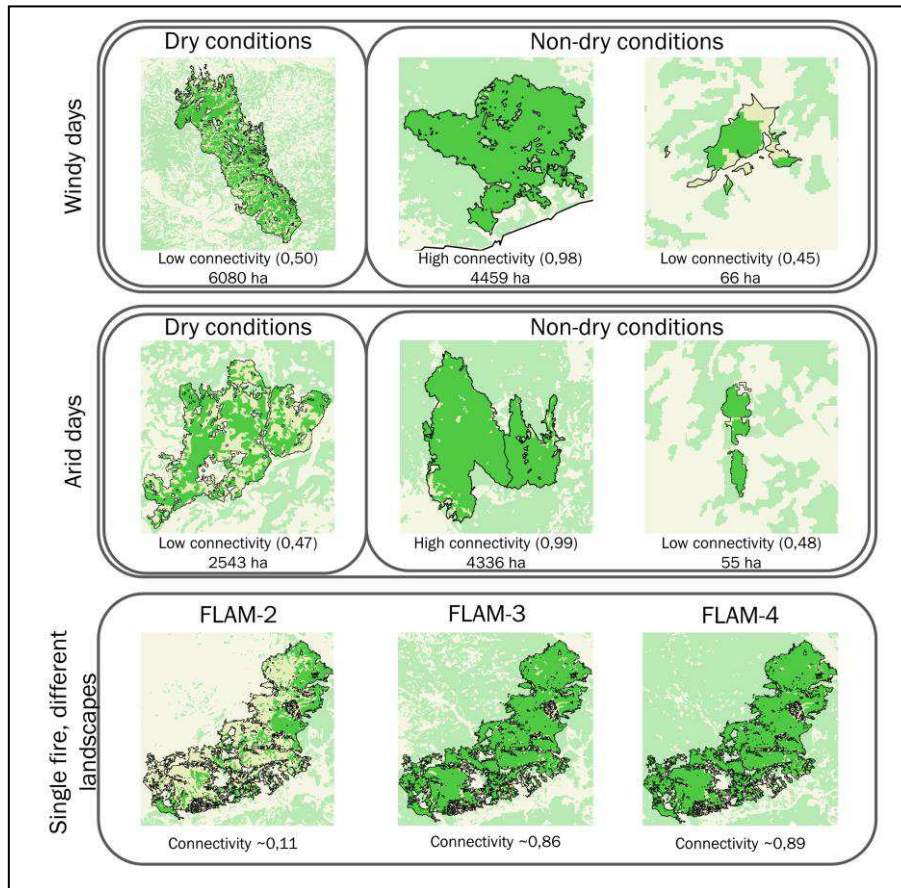 Windy days
Dry conditions
Non-dry conditions
Low connectivity (0,50)
6080 ha
High connectivity (0,98)
4459 ha
Low connectivity (0,45)
66 ha
Arid days
Dry conditions
Non-dry conditions
Low connectivity (0,47)
2543 ha
High connectivity (0,99)
4336 ha
Low connectivity (0,48)
55 ha
Single fire, different
landscapes
FLAM-2
FLAM-3
FLAM-4
Connectivity ~0,11
Connectivity ~0,86
Connectivity ~0,89